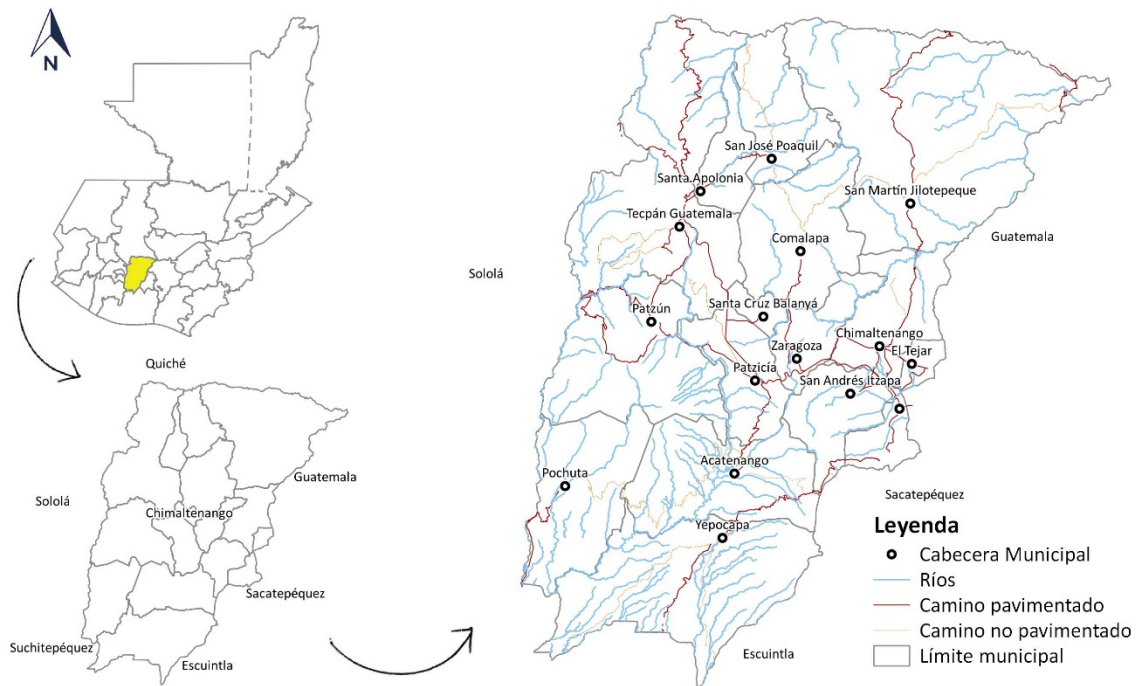 N
Quiché
Guatemala
Sololá
Chimaltenango
Sacatepéquez
Suchitepéquez
Escuintla
San José Poaquil
Santa Apolonia
San Martín Jilotepeque
Tecpán Guatemala
Comalapa
Guatemala
Sololá
Santa Cruz Balanyá
Patzún
Chimaltenango
Zaragoza
El Tejar
Patzicía
San Andrés Itzapa
Acatenango
Pochuta
Sacatepéquez
Yepocapa
Escuintla
Leyenda
Cabecera Municipal
Ríos
Camino pavimentado
Camino no pavimentado
Límite municipal